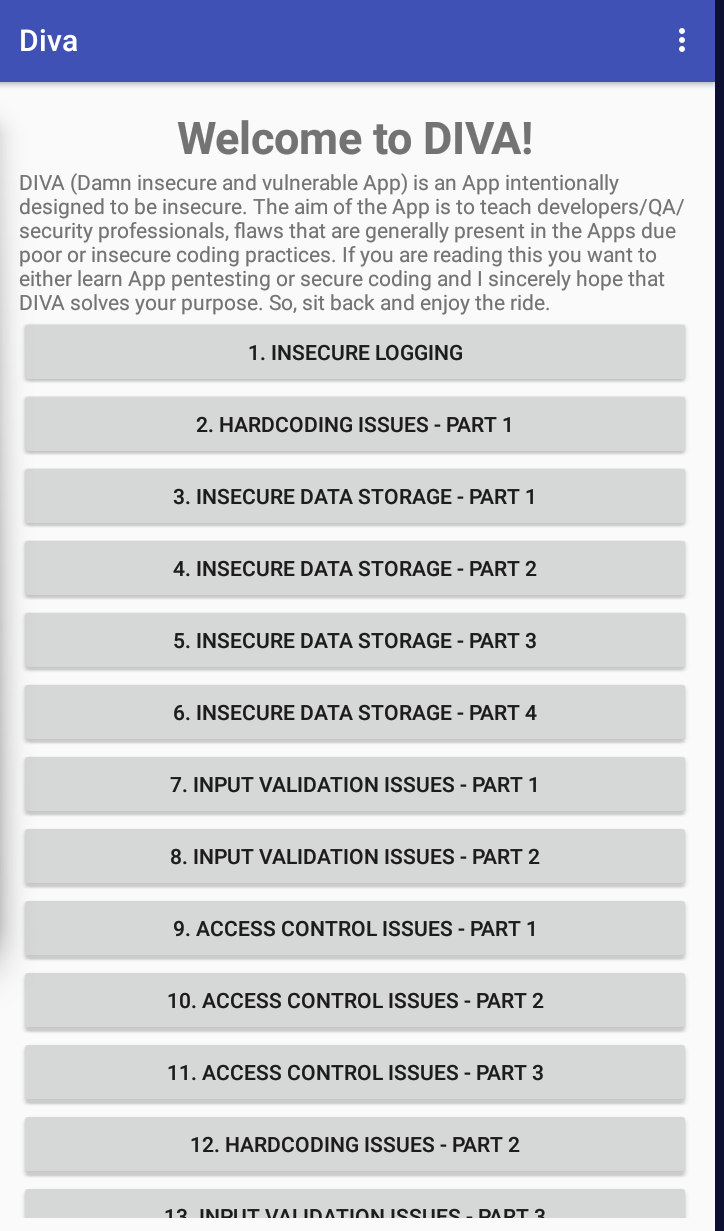 Diva
Welcome to DIVA!
DIVA (Damn insecure and vulnerable App) is an App intentionally
designed to be insecure. The aim of the App is to teach developers/QA/
security professionals, flaws that are generally present in the Apps due
poor or insecure coding practices. If you are reading this you want to
either learn App pentesting or secure coding and I sincerely hope that
DIVA solves your purpose. So, sit back and enjoy the ride.
1. INSECURE LOGGING
2. HARDCODING ISSUES - PART 1
3. INSECURE DATA STORAGE - PART 1
4. INSECURE DATA STORAGE - PART 2
5. INSECURE DATA STORAGE - PART 3
6. INSECURE DATA STORAGE - PART 4
7. INPUT VALIDATION ISSUES - PART 1
8. INPUT VALIDATION ISSUES - PART 2
9. ACCESS CONTROL ISSUES - PART 1
10. ACCESS CONTROL ISSUES - PART 2
11. ACCESS CONTROL ISSUES - PART 3
12. HARDCODING ISSUES - PART 2
13. INPUT VALIDATION ISSUES - PART 3